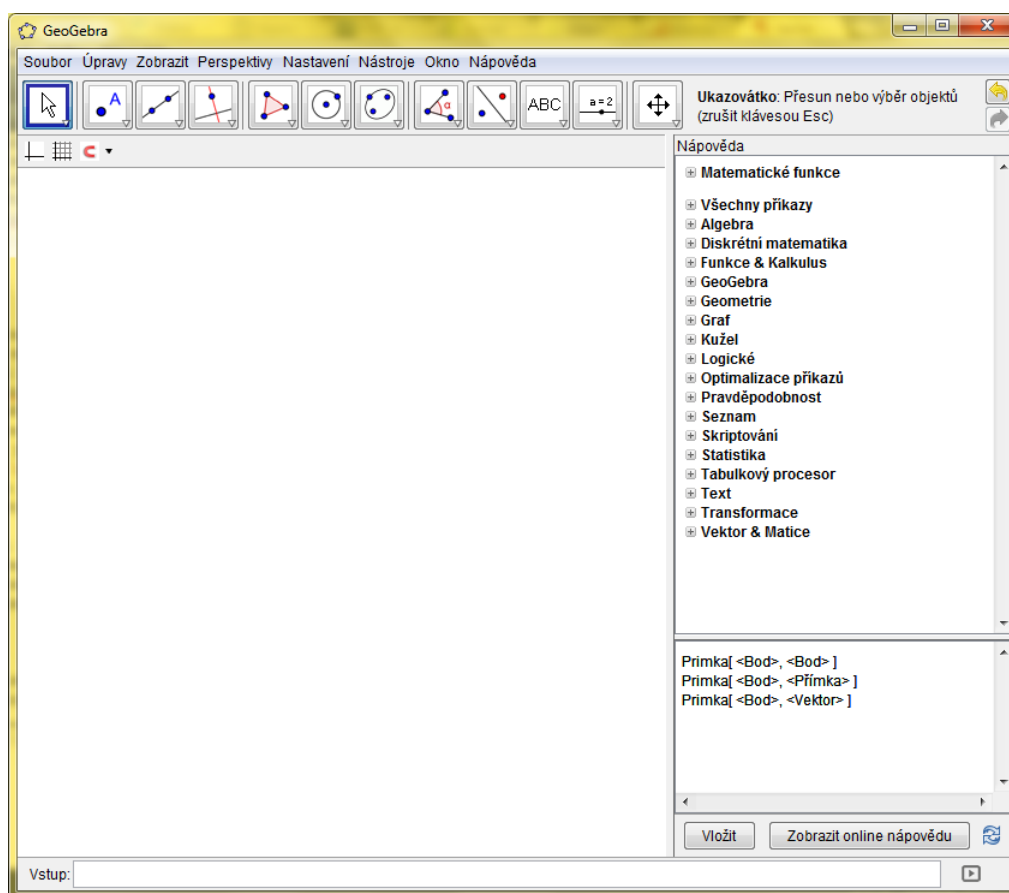 GeoGebra
Soubor Úpravy Zobrazit Perspektivy Nastavení Nástroje Okno Nápověda
A
α
ABC
a=2
Ukazovátko: Přesun nebo výběr objektů
(zrušit klávesou Esc)
Nápověda
Matematické funkce
Všechny příkazy
Algebra
Diskrétní matematika
Funkce & Kalkulus
GeoGebra
Geometrie
Graf
Kužel
Logické
Optimalizace příkazů
Pravděpodobnost
Seznam
Skriptování
Statistika
Tabulkový procesor
Text
Transformace
Vektor & Matice
Primka[ <Bod>, <Bod> ]
Primka[ <Bod>, <Přímka> ]
Primka[ <Bod>, <Vektor> ]
Vložit
Zobrazit online nápovědu
Vstup: